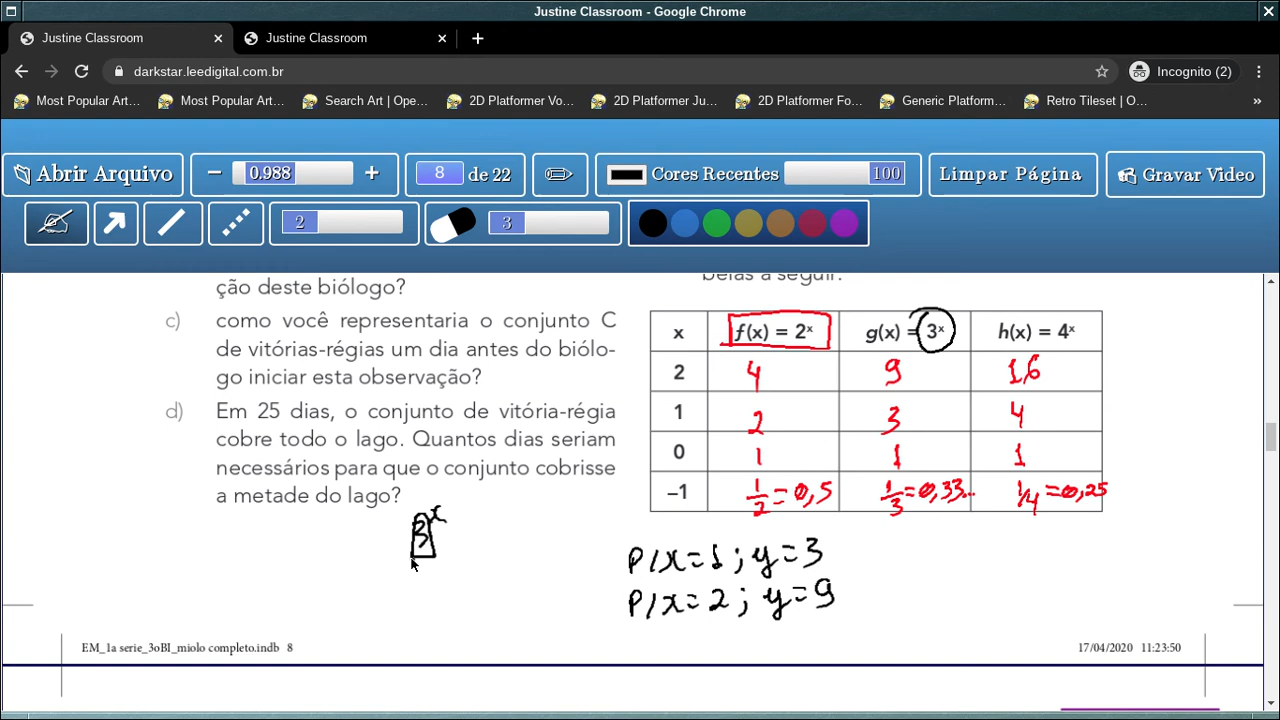 Justine Classroom - Google Chrome
Justine Classroom
Justine Classroom
darkstar.leedigital.com.br
Incognito (2)
Most Popular Art...
Most Popular Art...
Search Art | Ope...
2D Platformer Vo...
2D Platformer Ju...
2D Platformer Fo...
Generic Platform...
Retro Tileset | O...
»
Abrir Arquivo
− 0.988 +
8 de 22
Cores Recentes 100
Limpar Página
Gravar Video
2
3
ção deste biólogo?
c) como você representaria o conjunto C
de vitórias-régias um dia antes do biólo-
go iniciar esta observação?
d) Em 25 dias, o conjunto de vitória-régia
cobre todo o lago. Quantos dias seriam
necessários para que o conjunto cobrisse
a metade do lago?
3ˣ
belas a seguir:
x f(x) = 2ˣ g(x) = 3ˣ h(x) = 4ˣ
2 4 9 16
1 2 3 4
0 1 1 1
–1 1/2 = 0,5 1/3 = 0,33... 1/4 = 0,25
P/x = 1 ; y = 3
P/x = 2 ; y = 9
EM_1a serie_3oBI_miolo completo.indb 8
17/04/2020 11:23:50